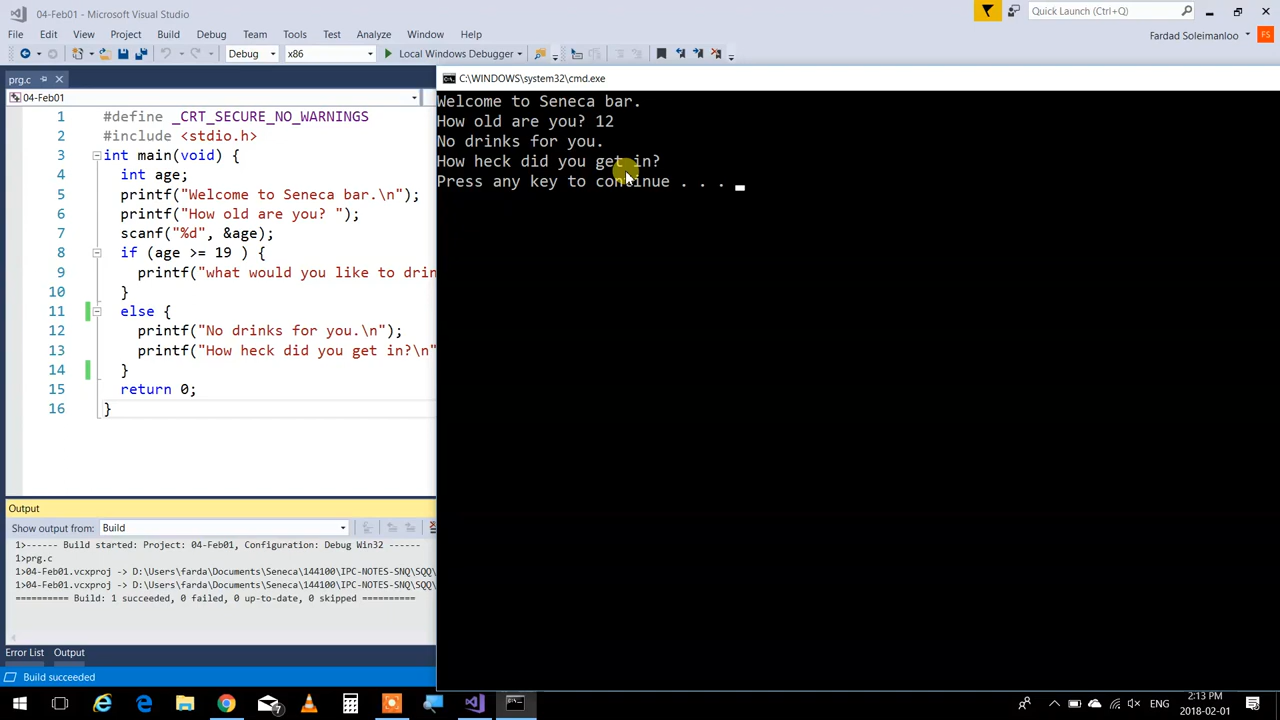 04-Feb01 - Microsoft Visual Studio
Quick Launch (Ctrl+Q)
File Edit View Project Build Debug Team Tools Test Analyze Window Help
Fardad Soleimanloo
FS
Debug x86 Local Windows Debugger
prg.c
04-Feb01
1 #define _CRT_SECURE_NO_WARNINGS
2 #include <stdio.h>
3 int main(void) {
4 int age;
5 printf("Welcome to Seneca bar.\n");
6 printf("How old are you? ");
7 scanf("%d", &age);
8 if (age >= 19 ) {
9 printf("what would you like to drin
10 }
11 else {
12 printf("No drinks for you.\n");
13 printf("How heck did you get in?\n"
14 }
15 return 0;
16 }
C:\WINDOWS\system32\cmd.exe
Welcome to Seneca bar.
How old are you? 12
No drinks for you.
How heck did you get in?
Press any key to continue . . .
Output
Show output from: Build
1>------ Build started: Project: 04-Feb01, Configuration: Debug Win32 ------
1>prg.c
1>04-Feb01.vcxproj -> D:\Users\farda\Documents\Seneca\144100\IPC-NOTES-SNQ\SQQ\
1>04-Feb01.vcxproj -> D:\Users\farda\Documents\Seneca\144100\IPC-NOTES-SNQ\SQQ\
========== Build: 1 succeeded, 0 failed, 0 up-to-date, 0 skipped ==========
Error List Output
Build succeeded
7
ENG
2:13 PM
2018-02-01